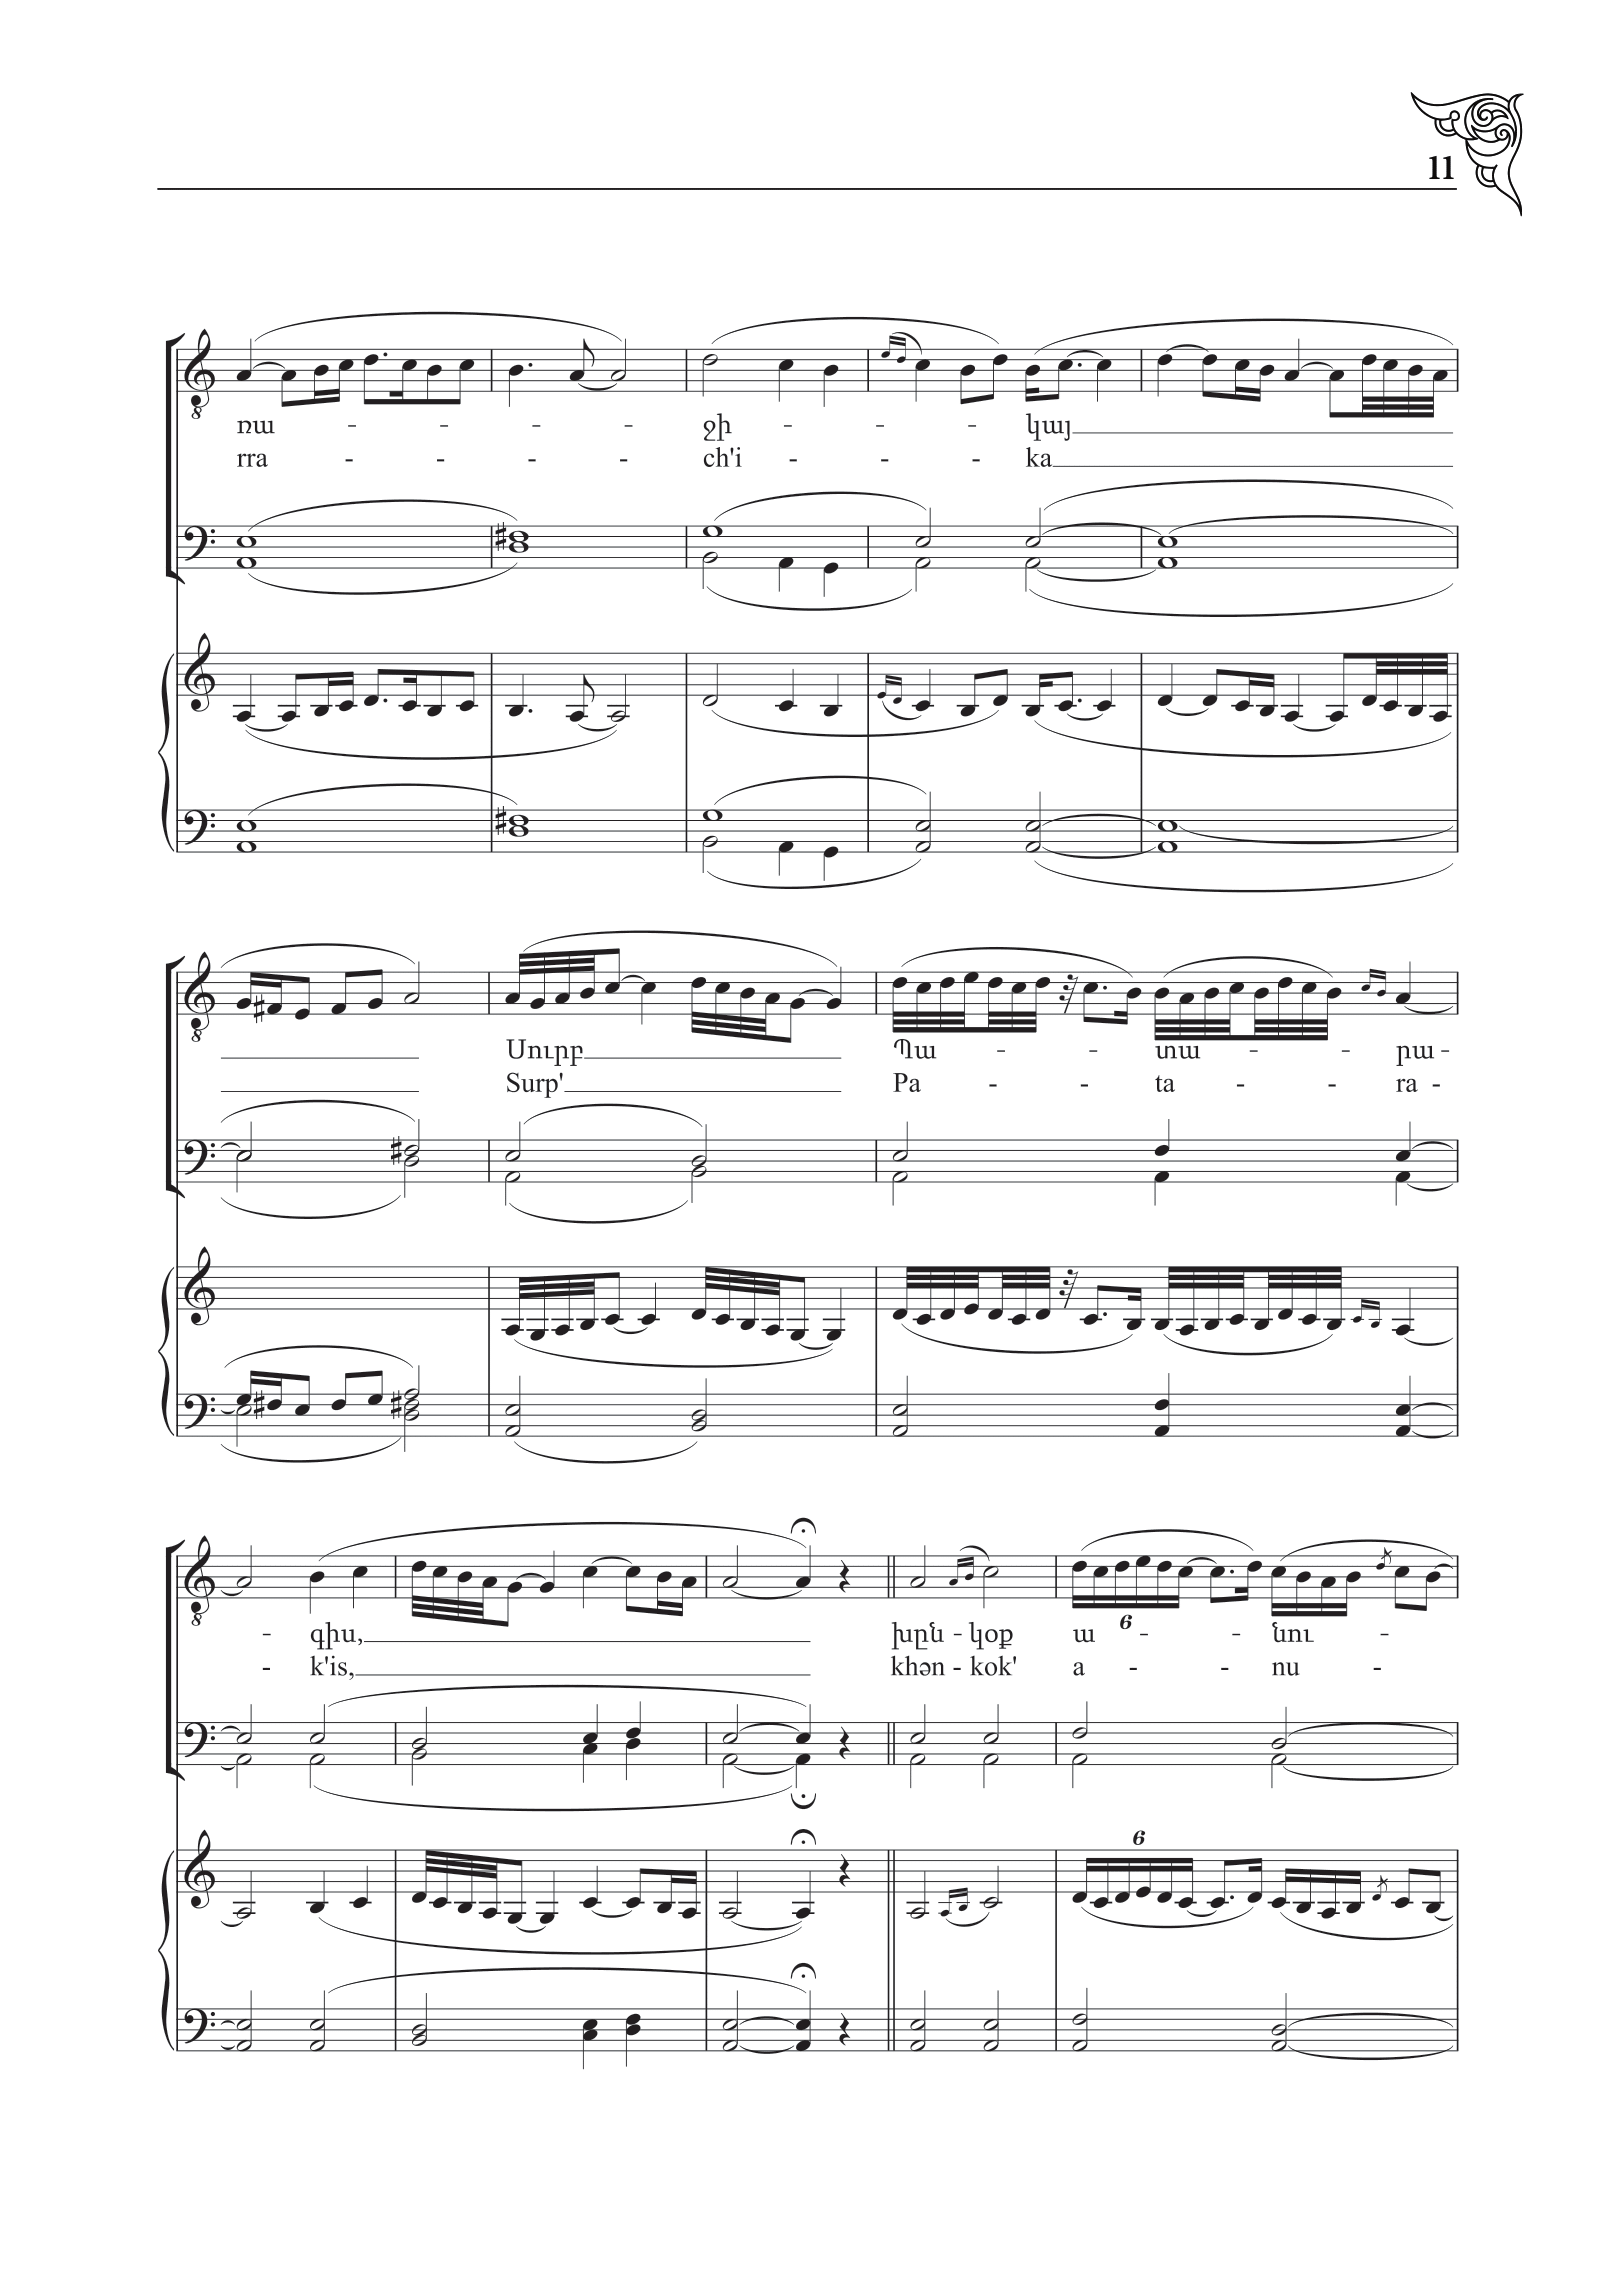 11
ռա - - - - ջի - - - կայ
rra - - - - ch'i - - - ka
Սուրբ Պա - - տա - - րա -
Surp' Pa - - ta - - ra -
- գիս, խըն - կօք ա - - նու -
- k'is, khən - kok' a - - nu -
6
6